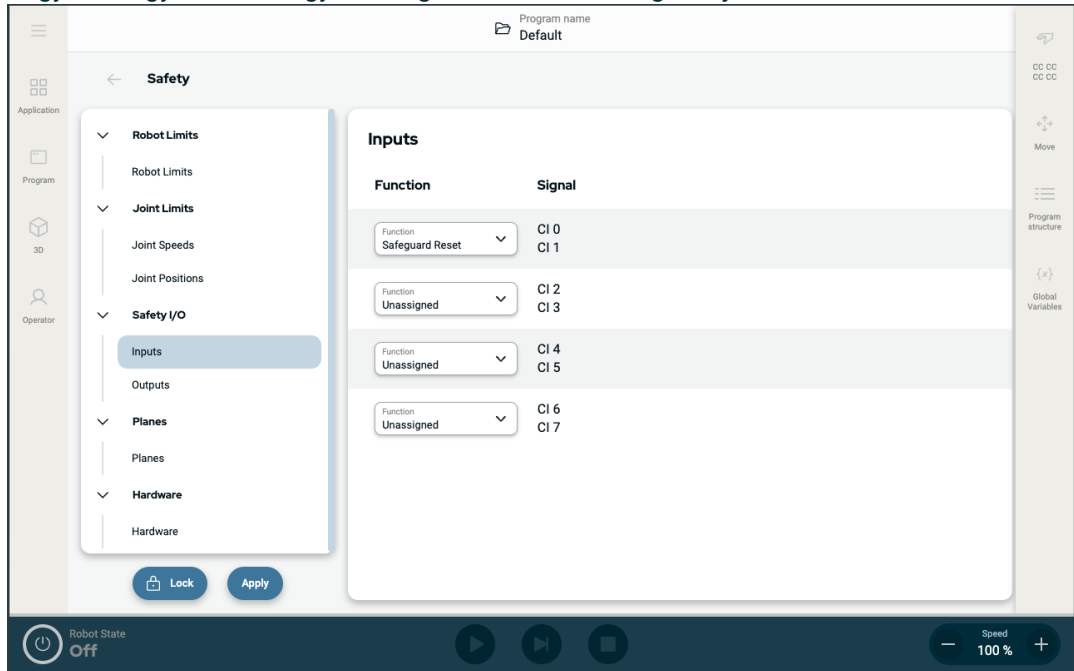 Program name
Default
CC CC
CC CC
Application
Safety
Robot Limits
Robot Limits
Joint Limits
Joint Speeds
Joint Positions
Safety I/O
Inputs
Outputs
Planes
Planes
Hardware
Hardware
Lock
Apply
Inputs
Function
Signal
Function
Safeguard Reset
CI 0
CI 1
Function
Unassigned
CI 2
CI 3
Function
Unassigned
CI 4
CI 5
Function
Unassigned
CI 6
CI 7
Program
3D
Operator
Move
Program
structure
{x}
Global
Variables
Robot State
Off
Speed
100 %